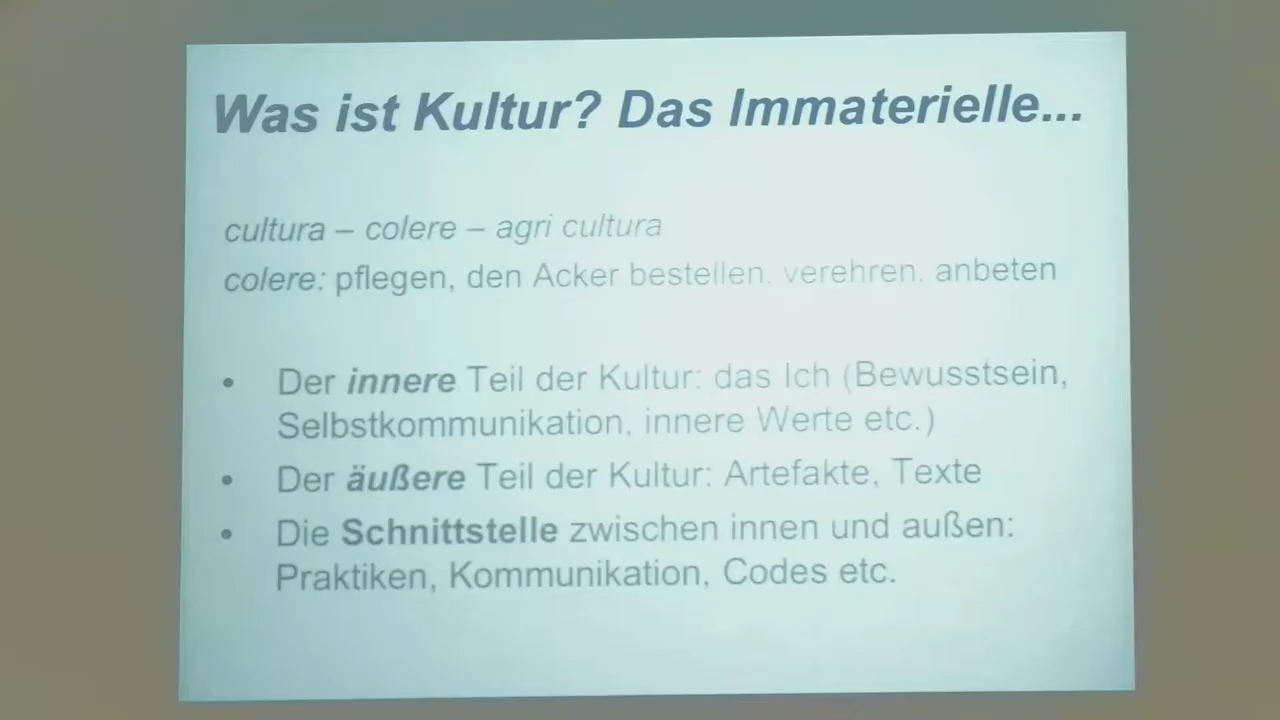 Was ist Kultur? Das Immaterielle...
cultura – colere – agri cultura
colere: pflegen, den Acker bestellen, verehren, anbeten
• Der innere Teil der Kultur: das Ich (Bewusstsein,
Selbstkommunikation, innere Werte etc.)
• Der äußere Teil der Kultur: Artefakte, Texte
• Die Schnittstelle zwischen innen und außen:
Praktiken, Kommunikation, Codes etc.